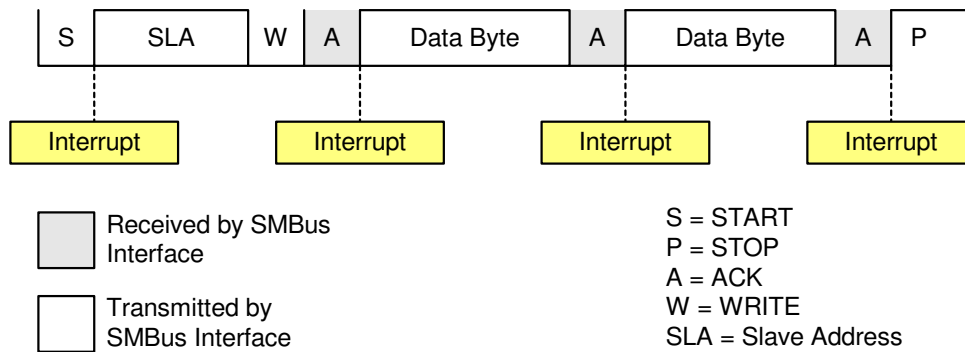 S SLA W A Data Byte A Data Byte A P
Interrupt Interrupt Interrupt Interrupt
Received by SMBus
Interface
Transmitted by
SMBus Interface
S = START
P = STOP
A = ACK
W = WRITE
SLA = Slave Address